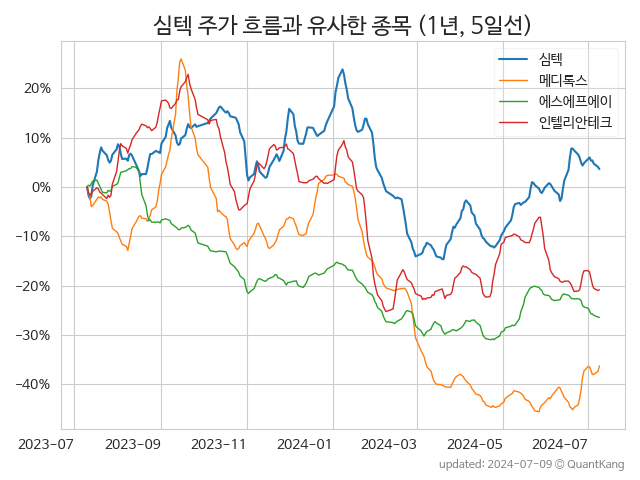 심텍 주가 흐름과 유사한 종목 (1년, 5일선)
심텍
메디톡스
에스에프에이
인텔리안테크
20%
10%
0%
−10%
−20%
−30%
−40%
2023-07
2023-09
2023-11
2024-01
2024-03
2024-05
2024-07
updated: 2024-07-09 © QuantKang